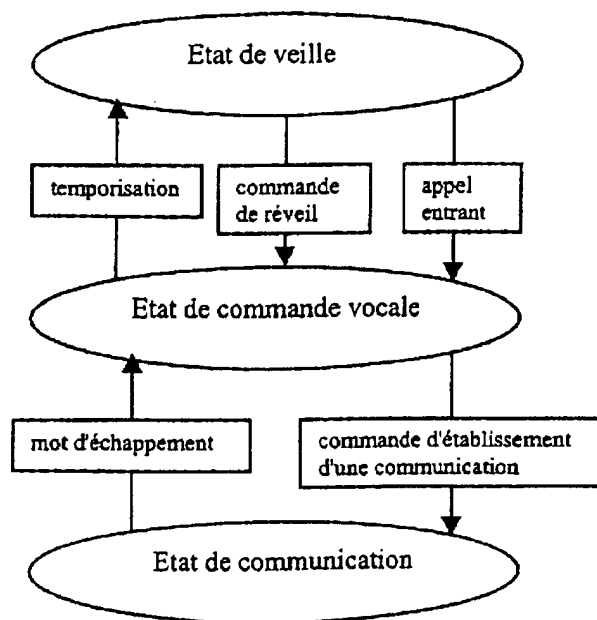 Etat de veille
temporisation
commande
de réveil
appel
entrant
Etat de commande vocale
mot d'échappement
commande d'établissement
d'une communication
Etat de communication